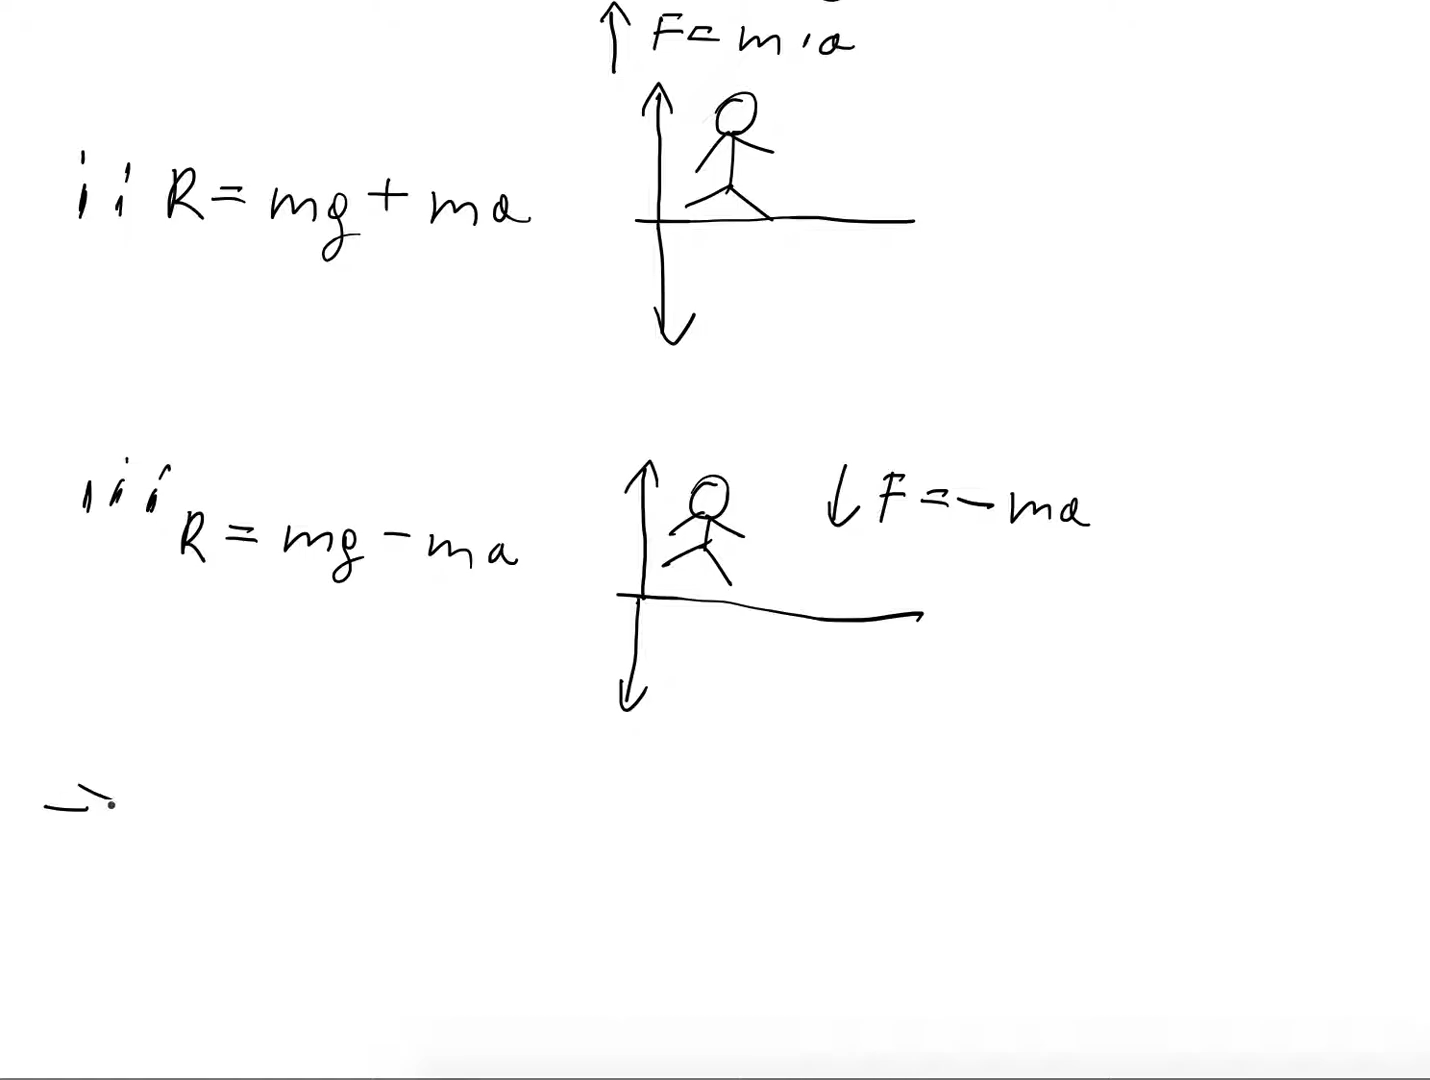 ↑ F = m . a
ii R = mg + ma
iii R = mg - ma
↓ F = - ma